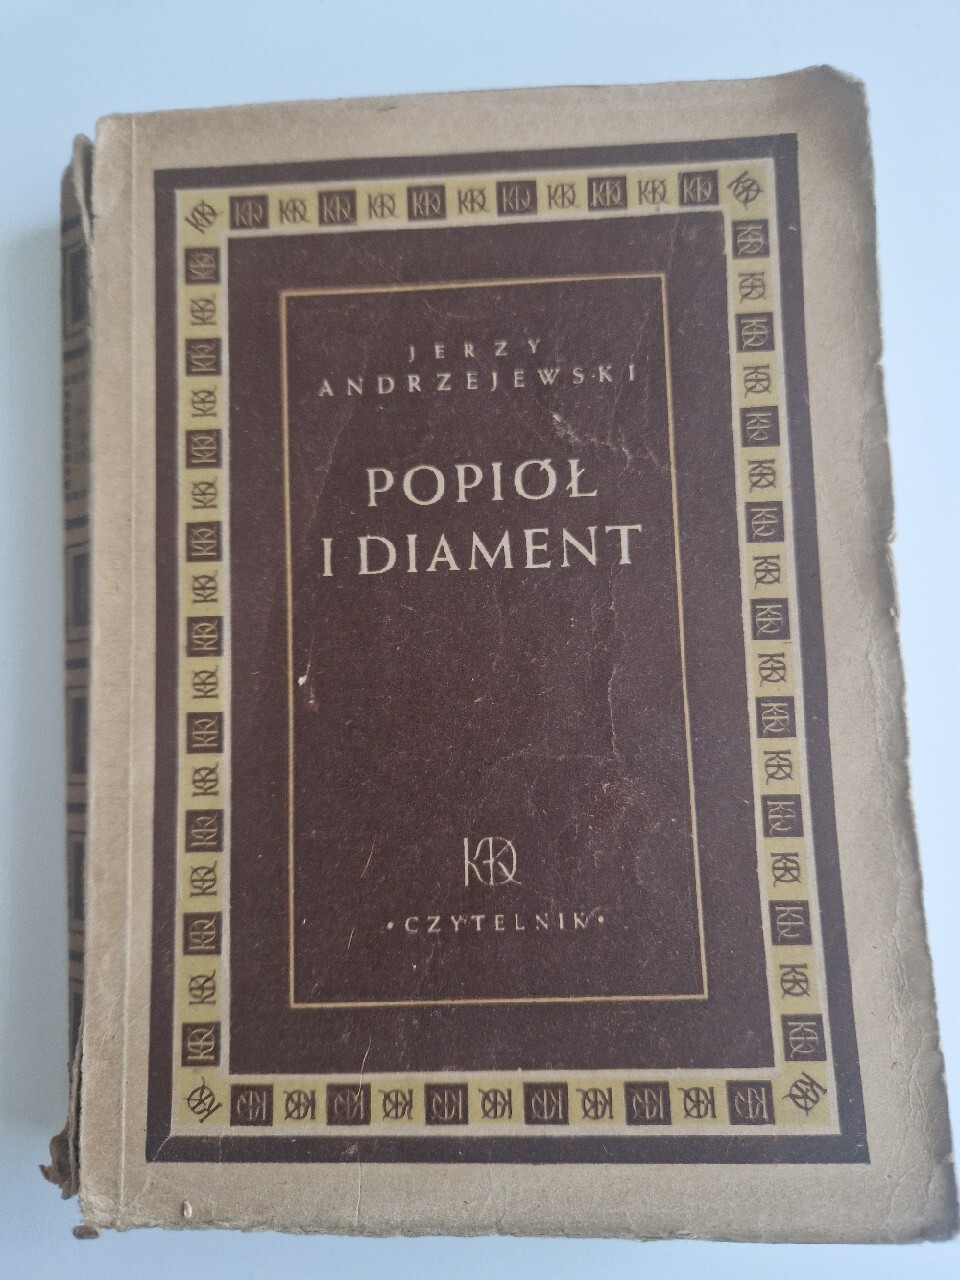 JERZY
ANDRZEJEWSKI
POPIÓŁ
I DIAMENT
•CZYTELNIK•